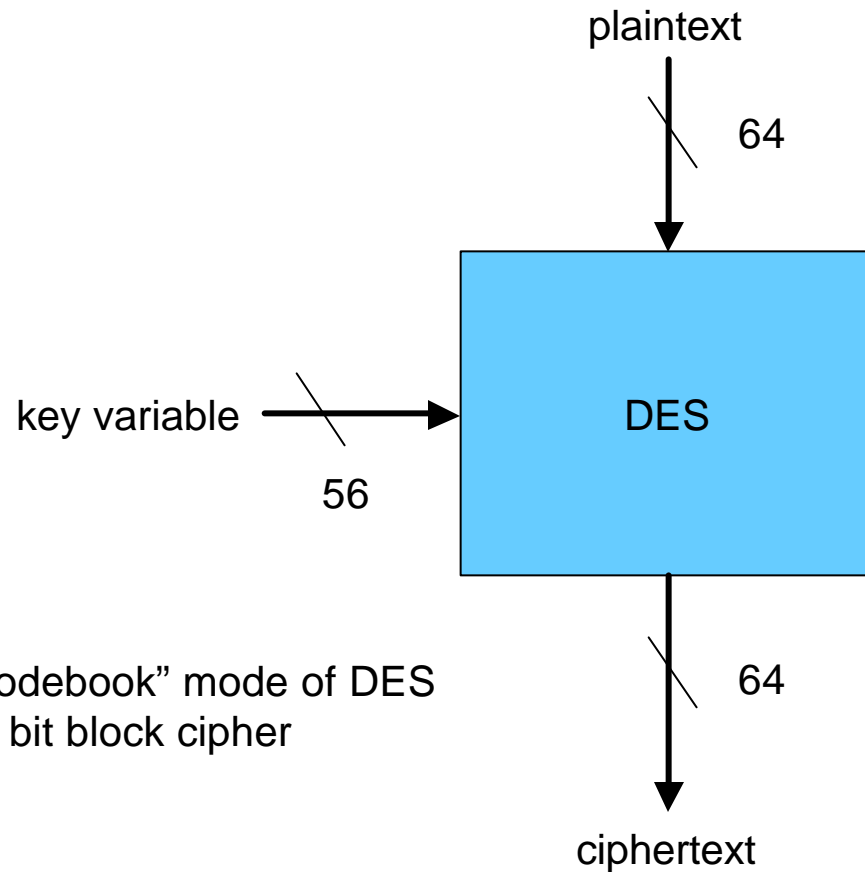 plaintext
64
key variable
DES
56
odebook” mode of DES
64
bit block cipher
ciphertext